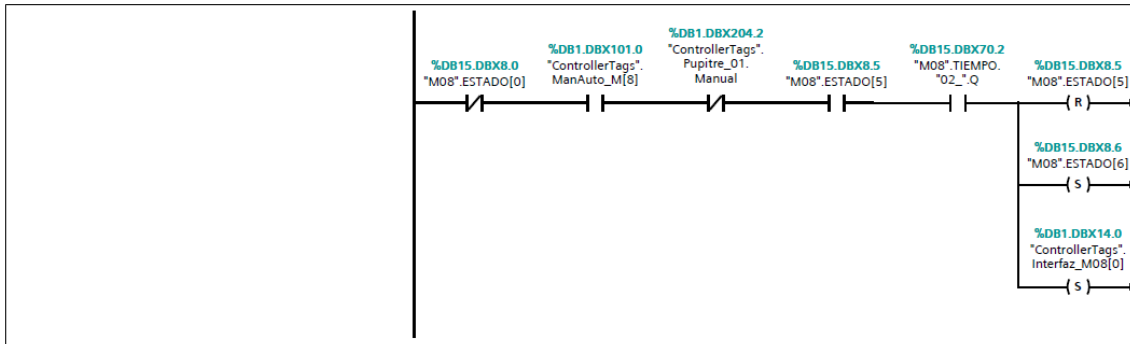 %DB15.DBX8.0
"M08".ESTADO[0]
%DB1.DBX101.0
"ControllerTags".
ManAuto_M[8]
%DB1.DBX204.2
"ControllerTags".
Pupitre_01.
Manual
%DB15.DBX8.5
"M08".ESTADO[5]
%DB15.DBX70.2
"M08".TIEMPO.
"02_".Q
%DB15.DBX8.5
"M08".ESTADO[5]
R
%DB15.DBX8.6
"M08".ESTADO[6]
S
%DB1.DBX14.0
"ControllerTags".
Interfaz_M08[0]
S